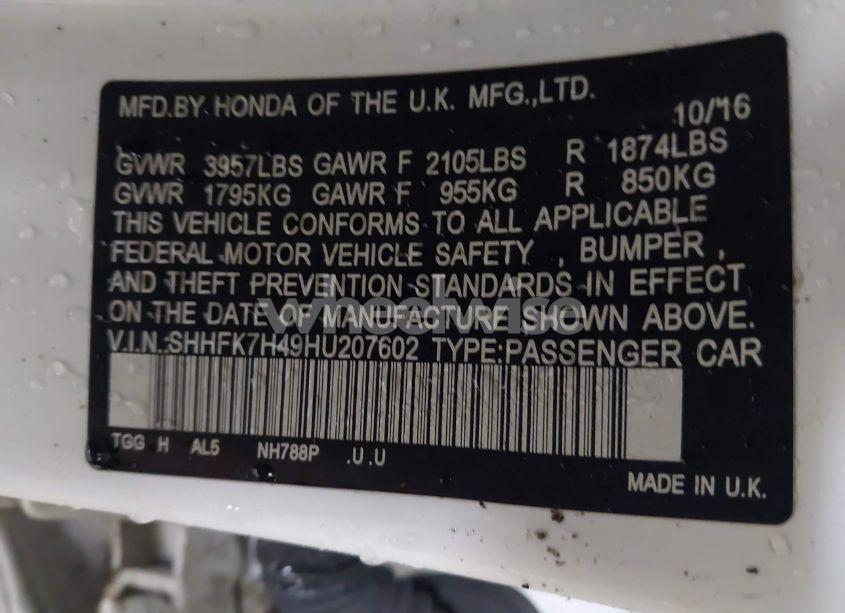 MFD.BY HONDA OF THE U.K. MFG.,LTD. 10/'16
GVWR 3957LBS GAWR F 2105LBS R 1874LBS
GVWR 1795KG GAWR F 955KG R 850KG
THIS VEHICLE CONFORMS TO ALL APPLICABLE
FEDERAL MOTOR VEHICLE SAFETY , BUMPER ,
AND THEFT PREVENTION STANDARDS IN EFFECT
ON THE DATE OF MANUFACTURE SHOWN ABOVE.
wheelwise
V.I.N.:SHHFK7H49HU207602 TYPE:PASSENGER CAR
TGG H AL5 NH788P .U .U
MADE IN U.K.